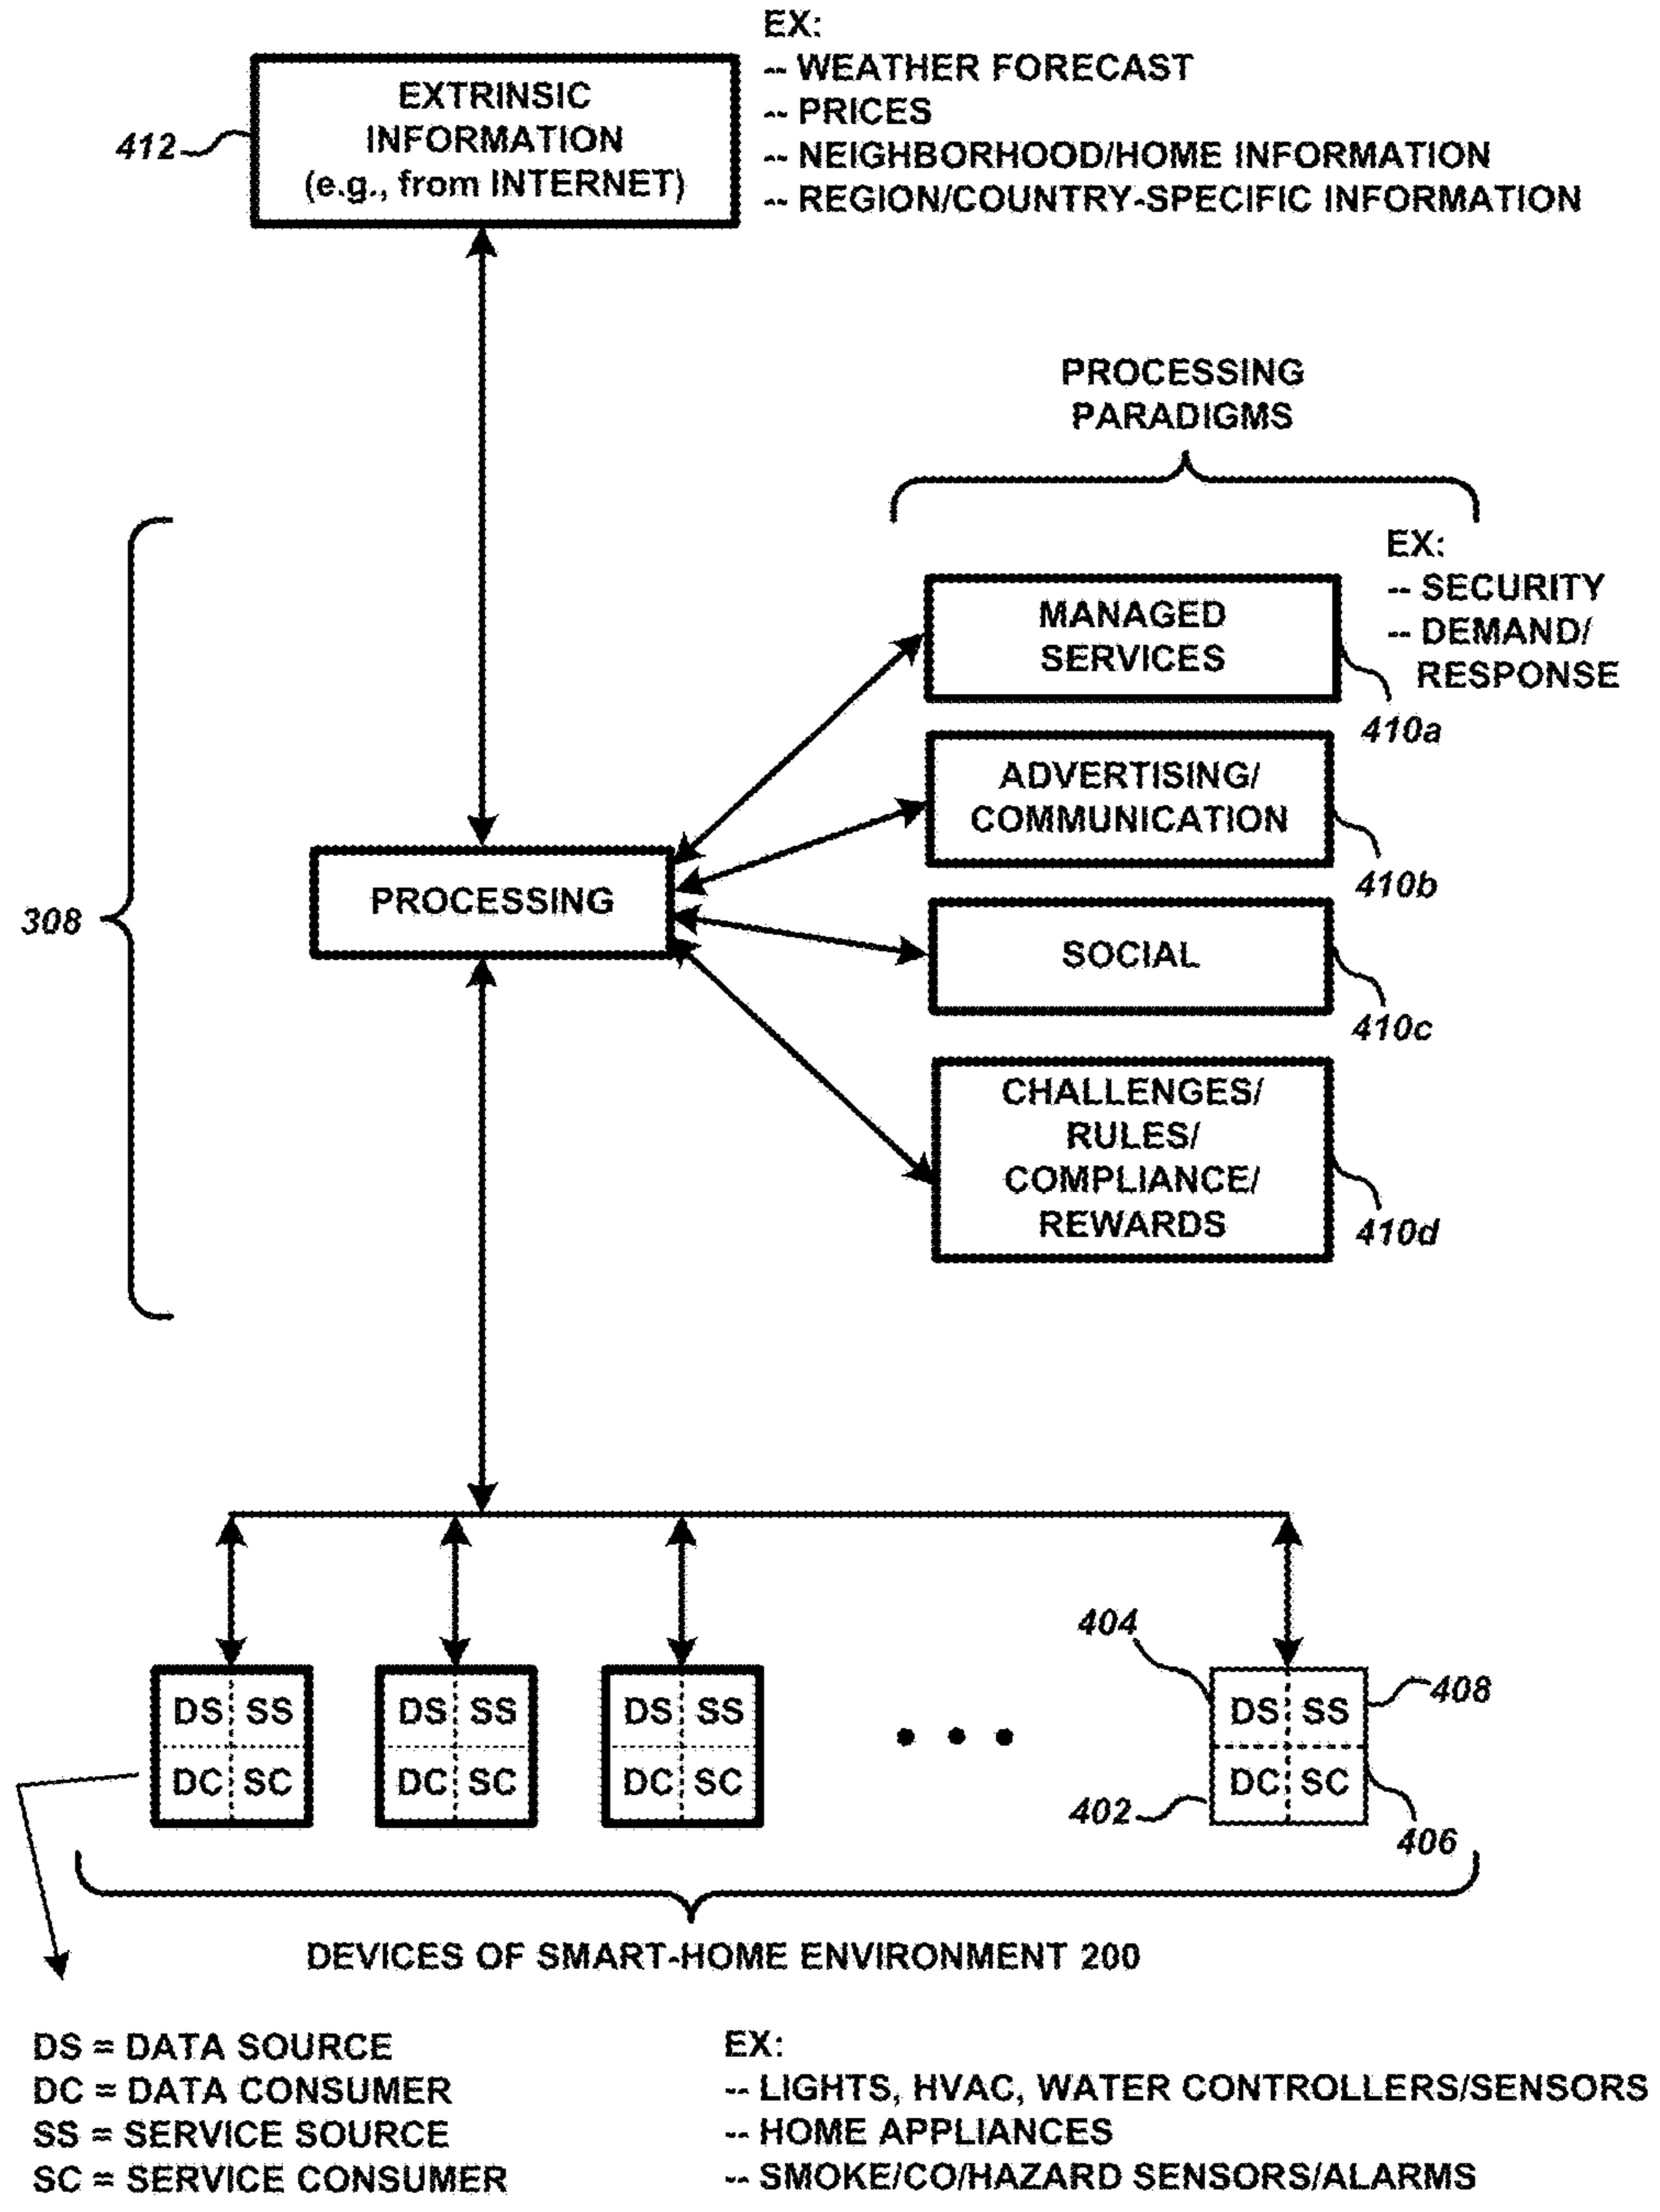 EX:
-- WEATHER FORECAST
-- PRICES
-- NEIGHBORHOOD/HOME INFORMATION
-- REGION/COUNTRY-SPECIFIC INFORMATION
EXTRINSIC
INFORMATION
(e.g., from INTERNET)
412
PROCESSING
PARADIGMS
EX:
-- SECURITY
-- DEMAND/
RESPONSE
MANAGED
SERVICES
410a
ADVERTISING/
COMMUNICATION
410b
308
PROCESSING
SOCIAL
410c
CHALLENGES/
RULES/
COMPLIANCE/
REWARDS
410d
404
408
DS SS
DC SC
DS SS
DC SC
DS SS
DC SC
DS SS
DC SC
402
406
DEVICES OF SMART-HOME ENVIRONMENT 200
DS = DATA SOURCE
DC = DATA CONSUMER
SS = SERVICE SOURCE
SC = SERVICE CONSUMER
EX:
-- LIGHTS, HVAC, WATER CONTROLLERS/SENSORS
-- HOME APPLIANCES
-- SMOKE/CO/HAZARD SENSORS/ALARMS